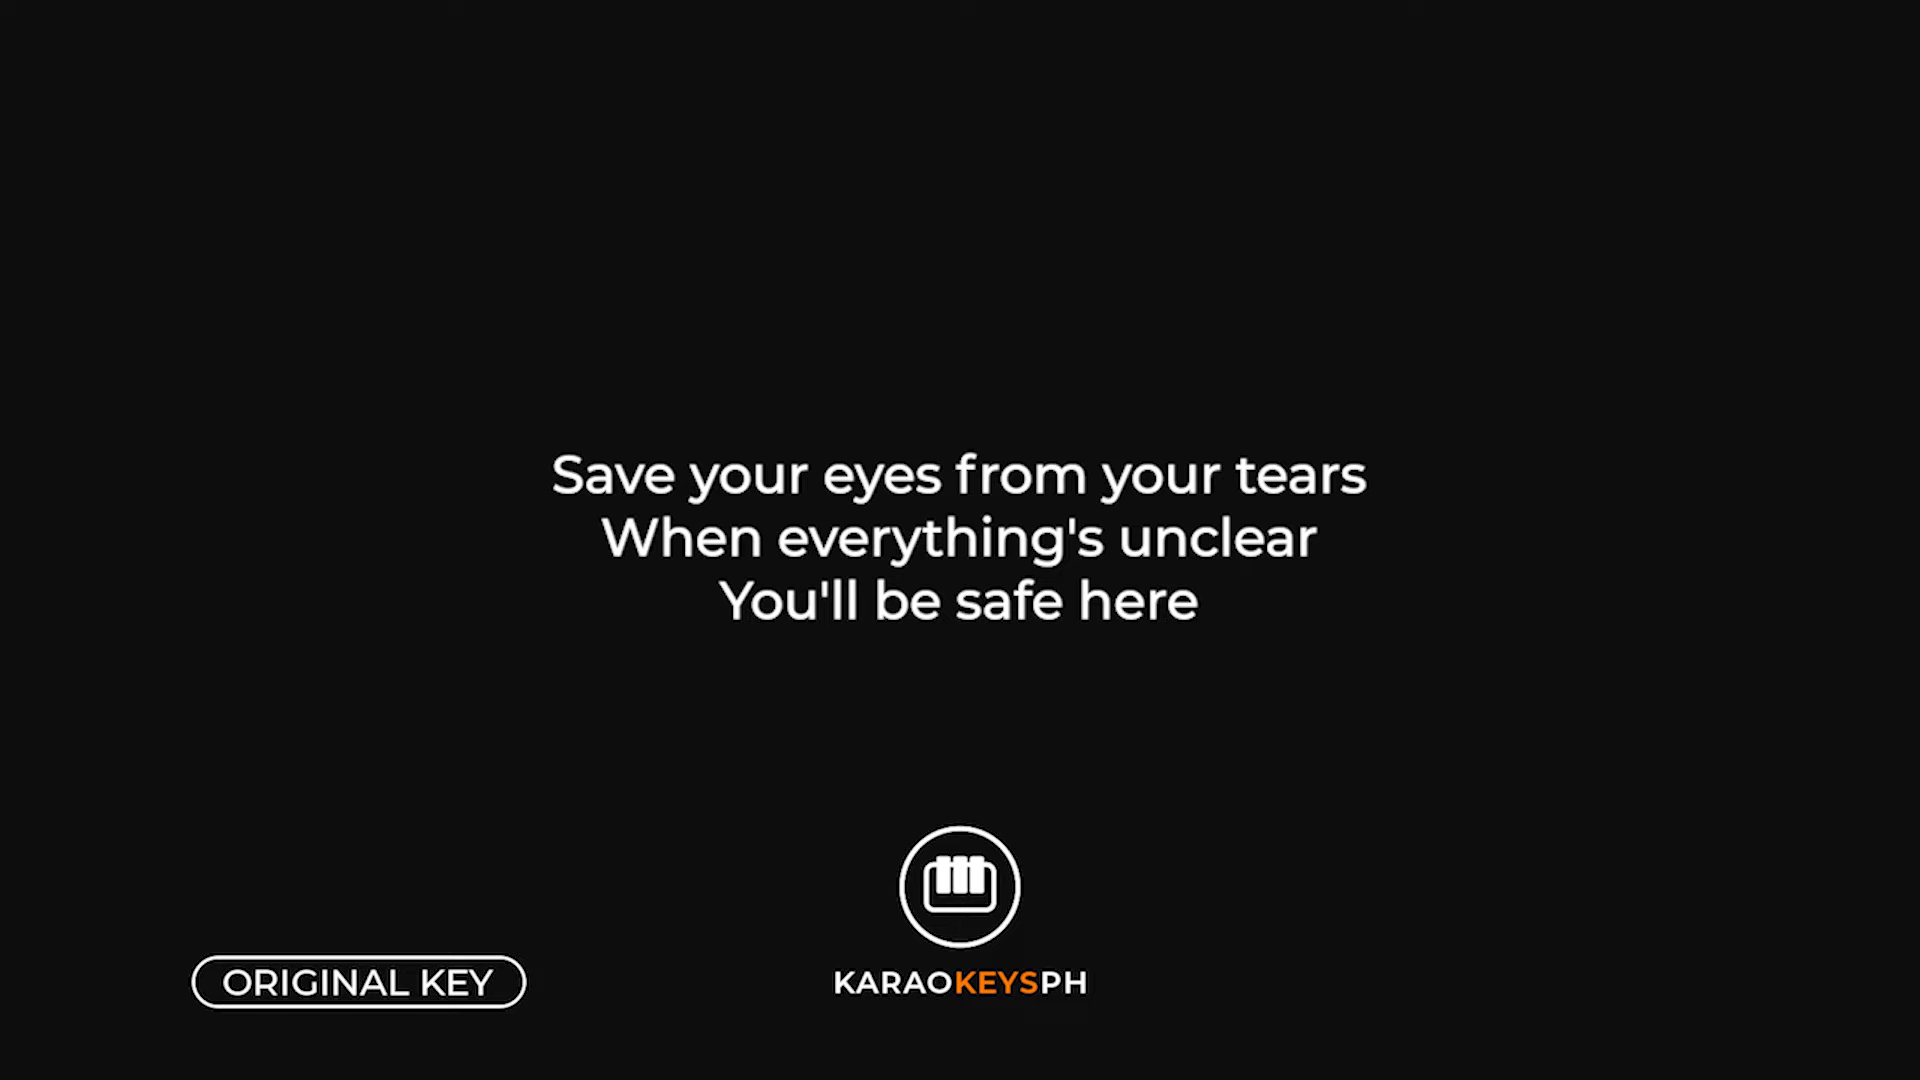 Save your eyes from your tears
When everything's unclear
You'll be safe here
ORIGINAL KEY
KARAOKEYSPH